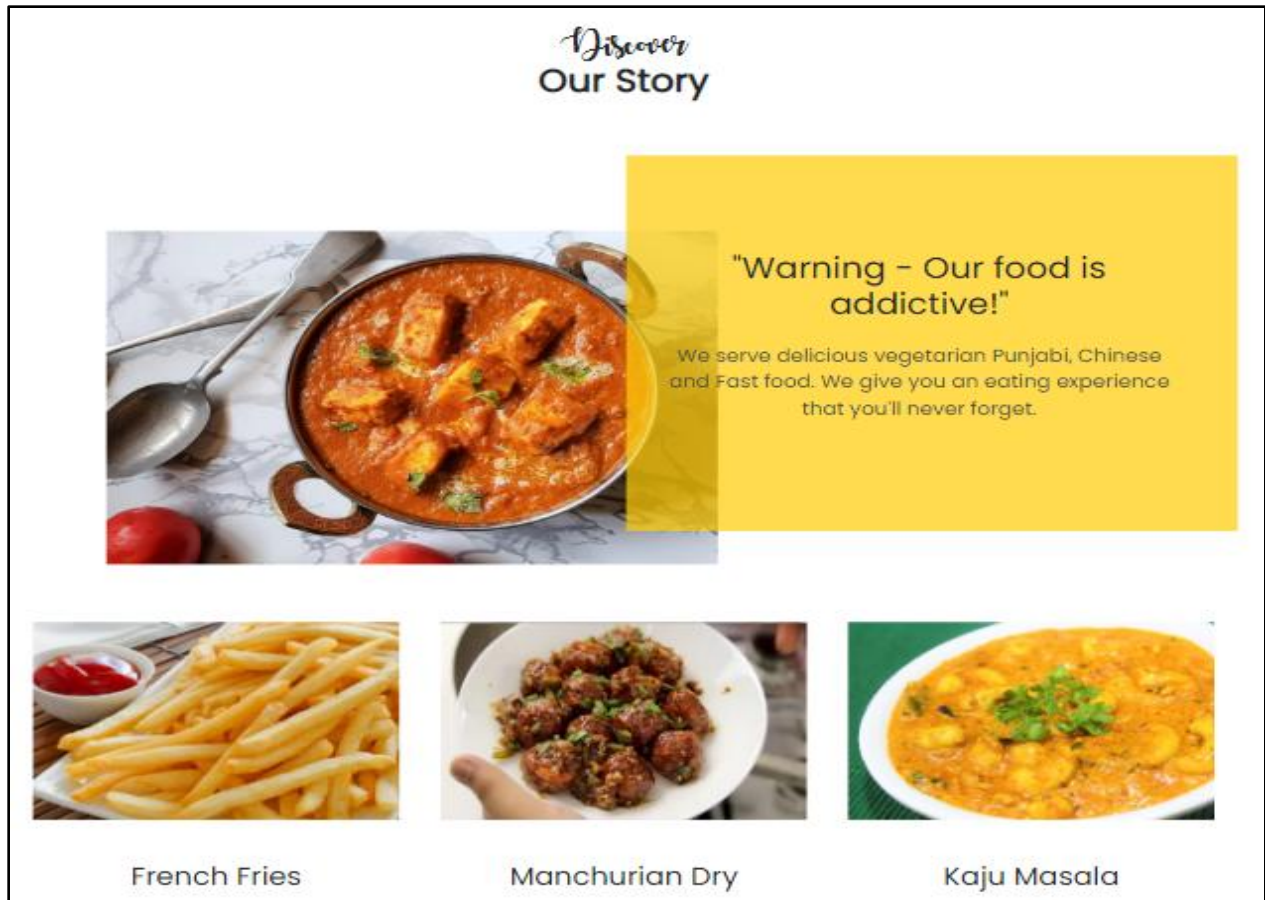 Discover
Our Story
"Warning - Our food is
addictive!"
We serve delicious vegetarian Punjabi, Chinese
and Fast food. We give you an eating experience
that you'll never forget.
French Fries
Manchurian Dry
Kaju Masala